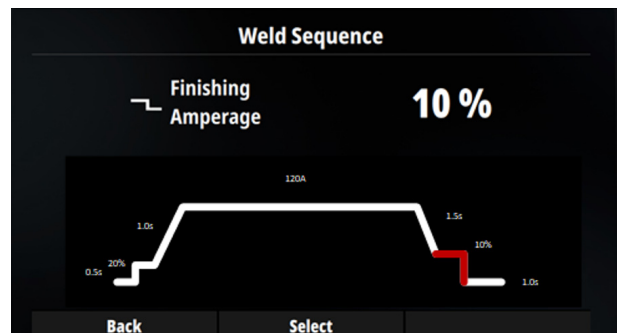 Weld Sequence
Finishing
Amperage
10 %
120A
1.0s
1.5s
20%
10%
0.5s
1.0s
Back
Select